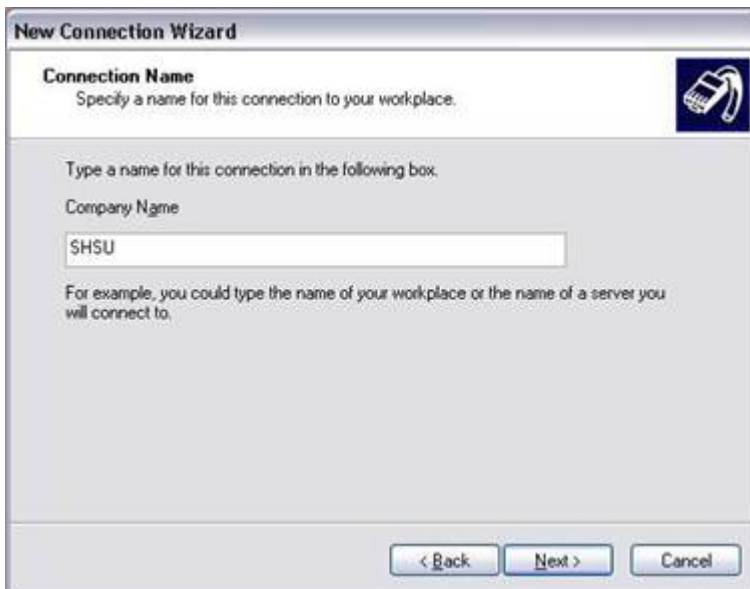 New Connection Wizard
Connection Name
Specify a name for this connection to your workplace.
Type a name for this connection in the following box.
Company Name
SHSU
For example, you could type the name of your workplace or the name of a server you
will connect to.
< Back Next > Cancel